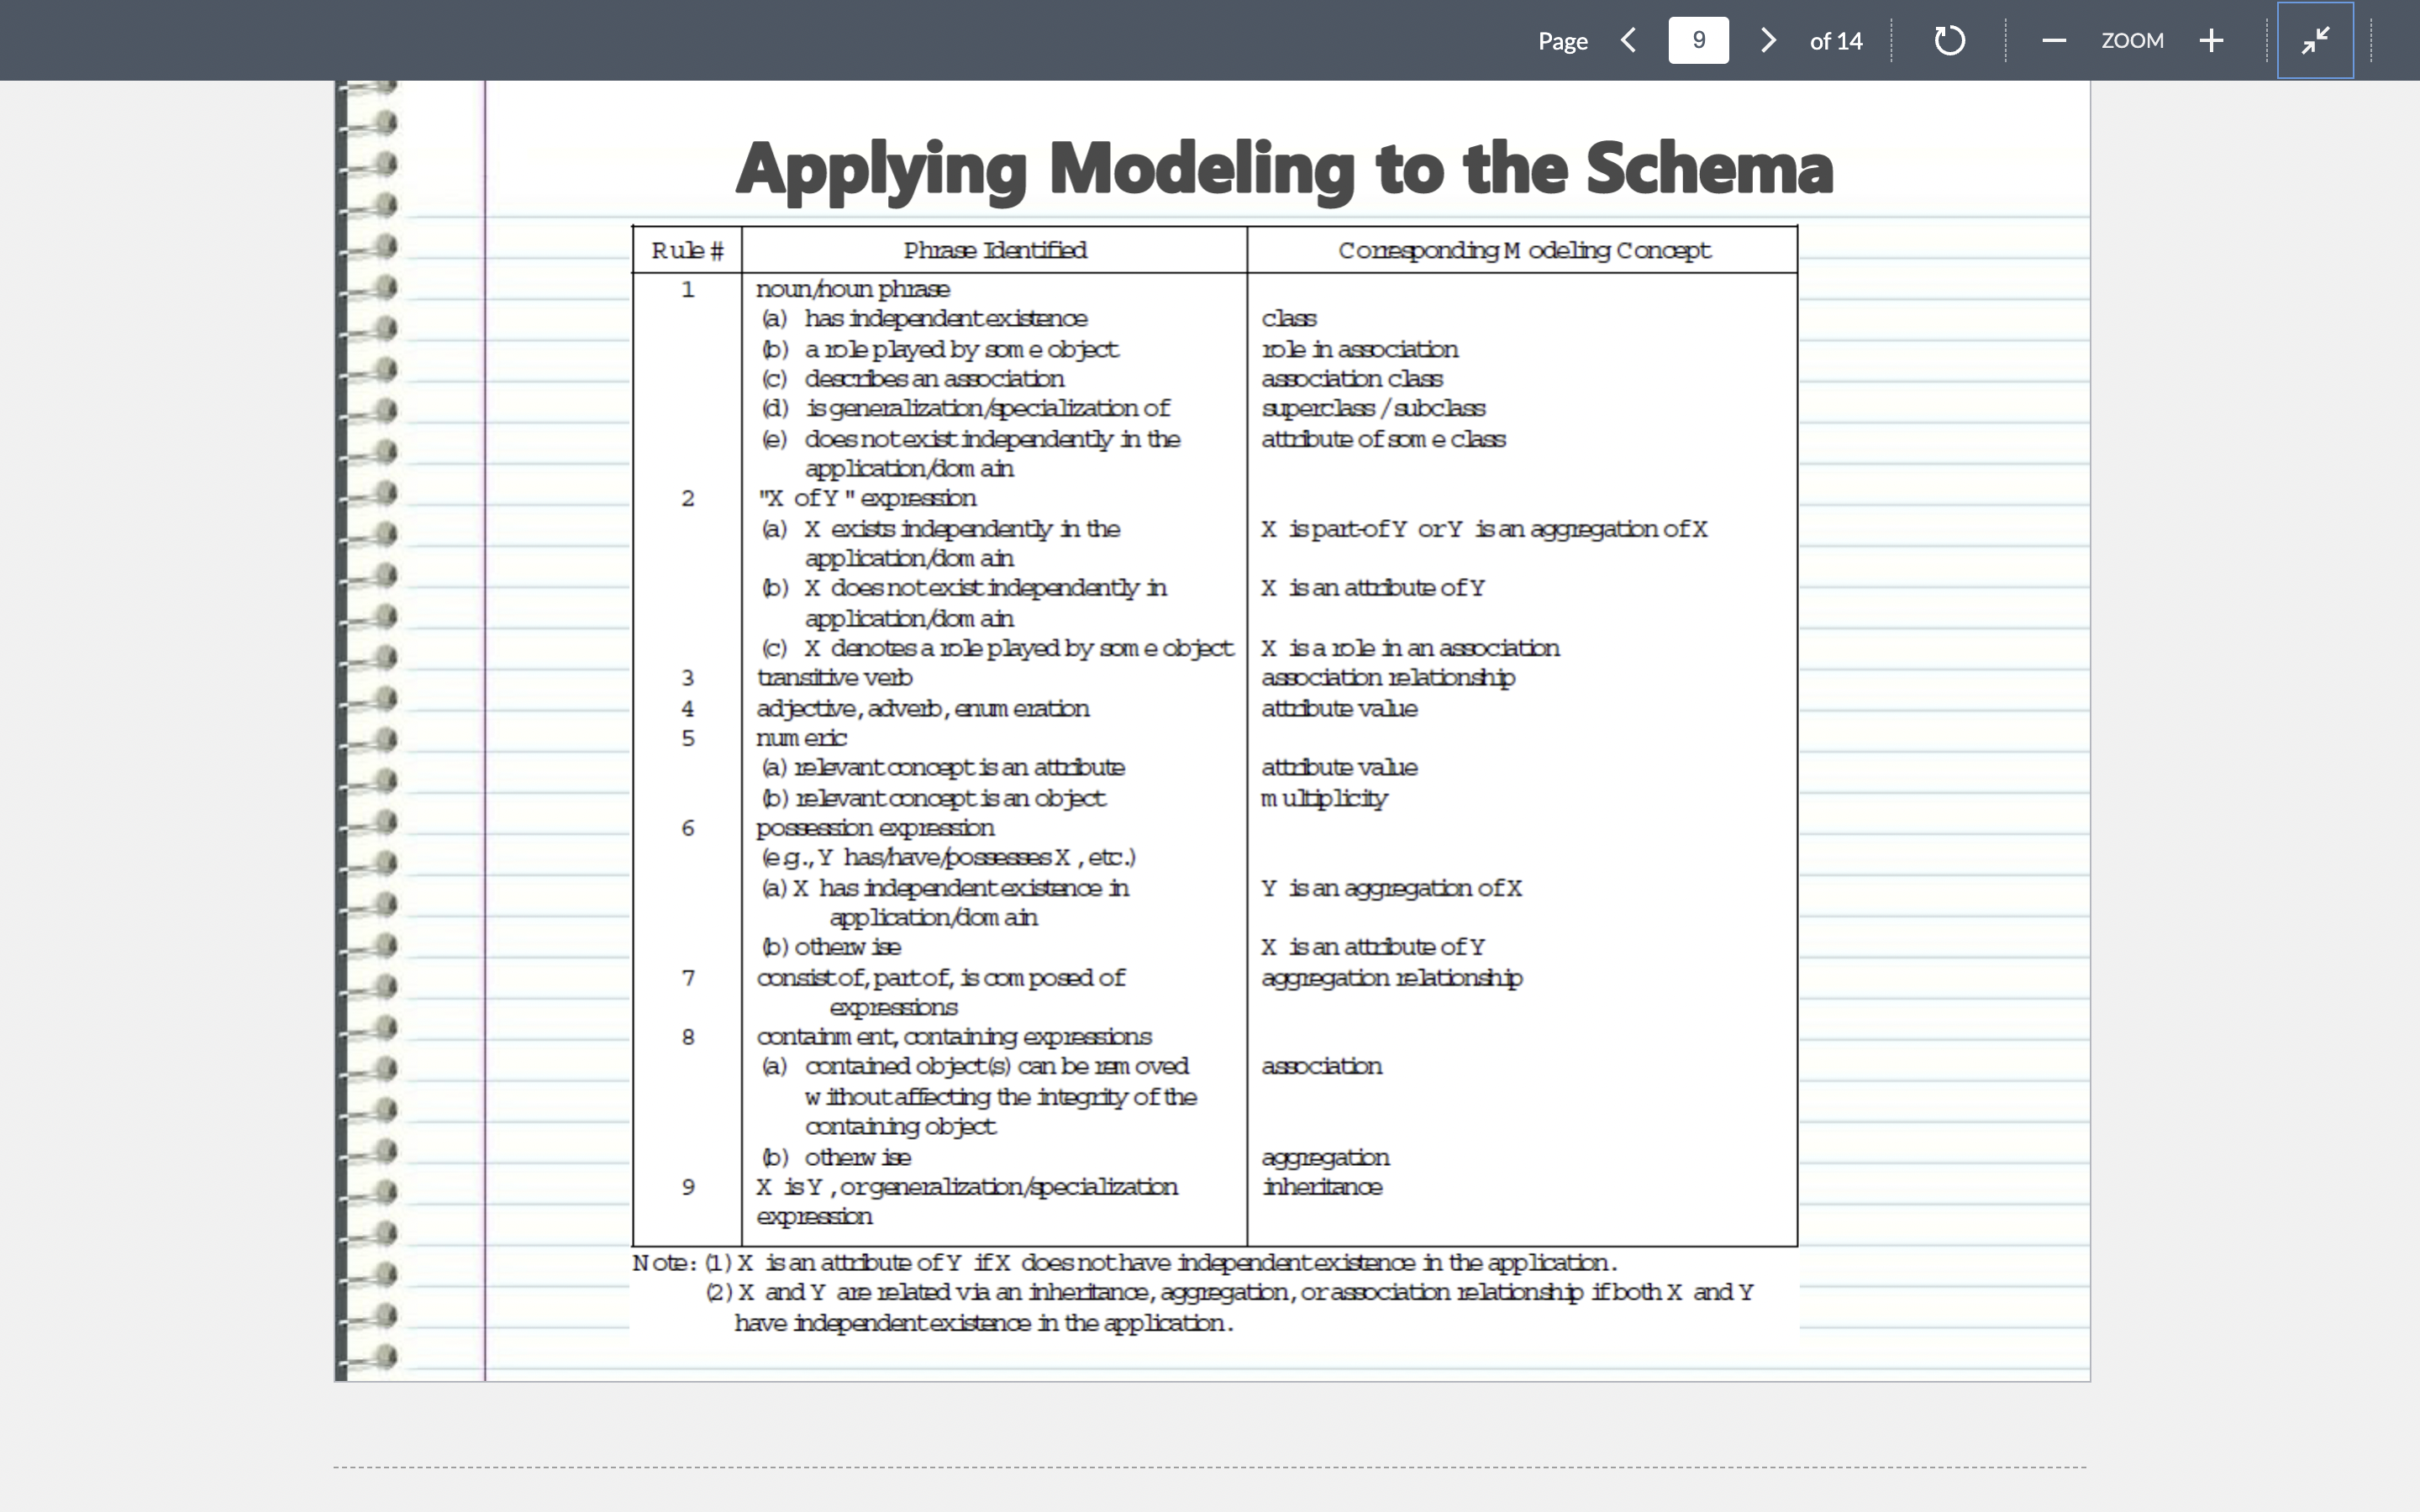 Page 9 of 14 ZOOM
Applying Modeling to the Schema
Rule # Phrase Identified Corresponding Modeling Concept
1 noun/noun phrase
(a) has independent existence class
(b) a role played by some object role in association
(c) describes an association association class
(d) is generalization/specialization of superclass / subclass
(e) does not exist independently in the attribute of some class
application/domain
2 "X of Y" expression
(a) X exists independently in the X is part-of Y or Y is an aggregation of X
application/domain
(b) X does not exist independently in X is an attribute of Y
application/domain
(c) X denotes a role played by some object X is a role in an association
3 transitive verb association relationship
4 adjective, adverb, enumeration attribute value
5 numeric
(a) relevant concept is an attribute attribute value
(b) relevant concept is an object multiplicity
6 possession expression
(e.g., Y has/have/possesses X, etc.)
(a) X has independent existence in Y is an aggregation of X
application/domain
(b) otherwise X is an attribute of Y
7 consist of, part of, is composed of aggregation relationship
expressions
8 containment, containing expressions
(a) contained object(s) can be removed association
without affecting the integrity of the
containing object
(b) otherwise aggregation
9 X is Y, or generalization/specialization inheritance
expression
Note: (1) X is an attribute of Y if X does not have independent existence in the application.
(2) X and Y are related via an inheritance, aggregation, or association relationship if both X and Y
have independent existence in the application.